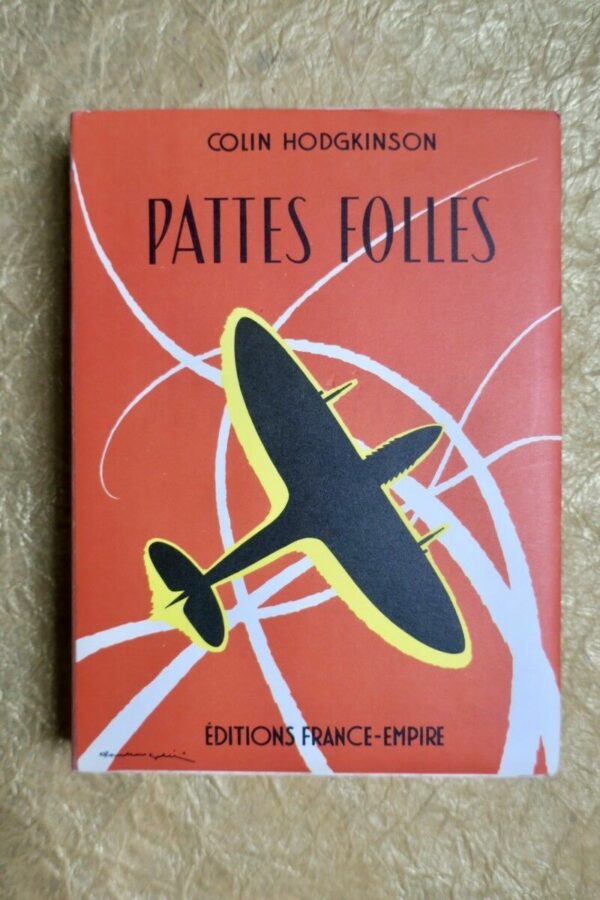 COLIN HODGKINSON
PATTES FOLLES
ÉDITIONS FRANCE-EMPIRE